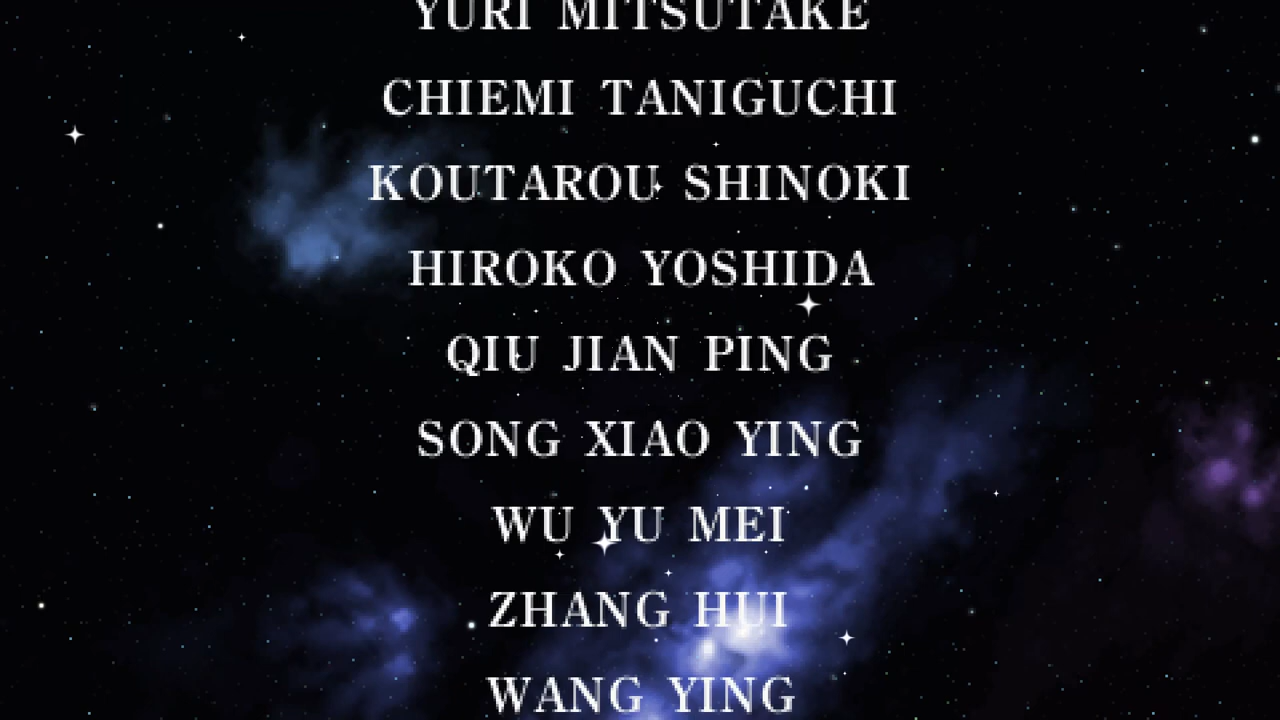 YURI MITSUTAKE
CHIEMI TANIGUCHI
KOUTAROU SHINOKI
HIROKO YOSHIDA
QIU JIAN PING
SONG XIAO YING
WU YU MEI
ZHANG HUI
WANG YING